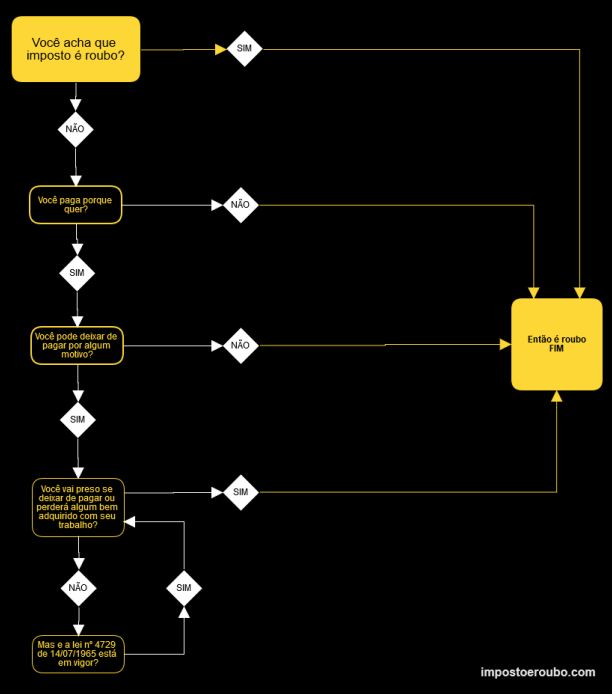 Você acha que
imposto é roubo?
SIM
NÃO
Você paga porque
quer?
NÃO
SIM
Você pode deixar de
pagar por algum
motivo?
NÃO
Então é roubo
FIM
SIM
Você vai preso se
deixar de pagar ou
perderá algum bem
adquirido com seu
trabalho?
SIM
NÃO
SIM
Mas e a lei n° 4729
de 14/07/1965 está
em vigor?
impostoeroubo.com